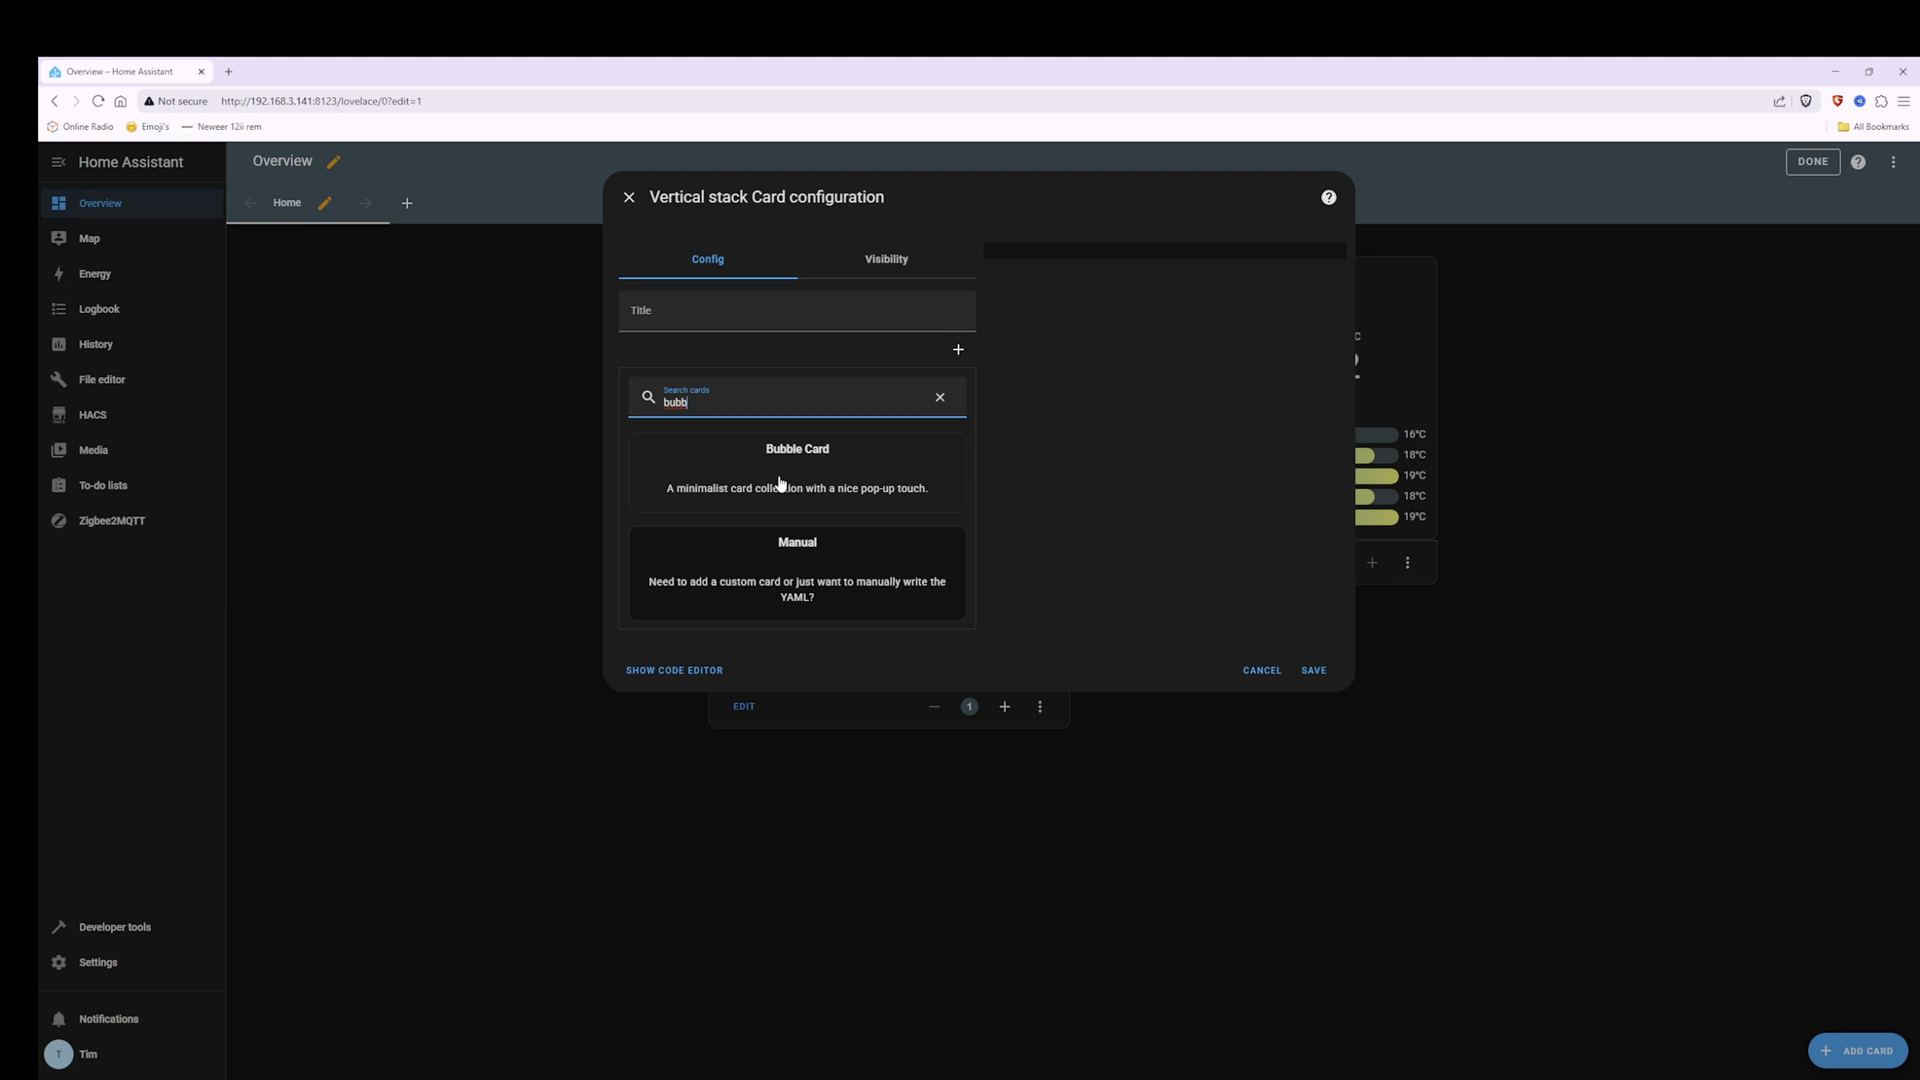 Overview – Home Assistant
Not secure http://192.168.3.141:8123/lovelace/0?edit=1
Online Radio Emoji's Neweer 12ii rem
All Bookmarks
Home Assistant
Overview
DONE
Home
Overview
Map
Energy
Logbook
History
File editor
HACS
Media
To-do lists
Zigbee2MQTT
Developer tools
Settings
Notifications
T Tim
Vertical stack Card configuration
Config Visibility
Title
Search cards
bubb
Bubble Card
A minimalist card collection with a nice pop-up touch.
Manual
Need to add a custom card or just want to manually write the
YAML?
SHOW CODE EDITOR
CANCEL SAVE
EDIT
1
16°C
18°C
19°C
18°C
19°C
ADD CARD